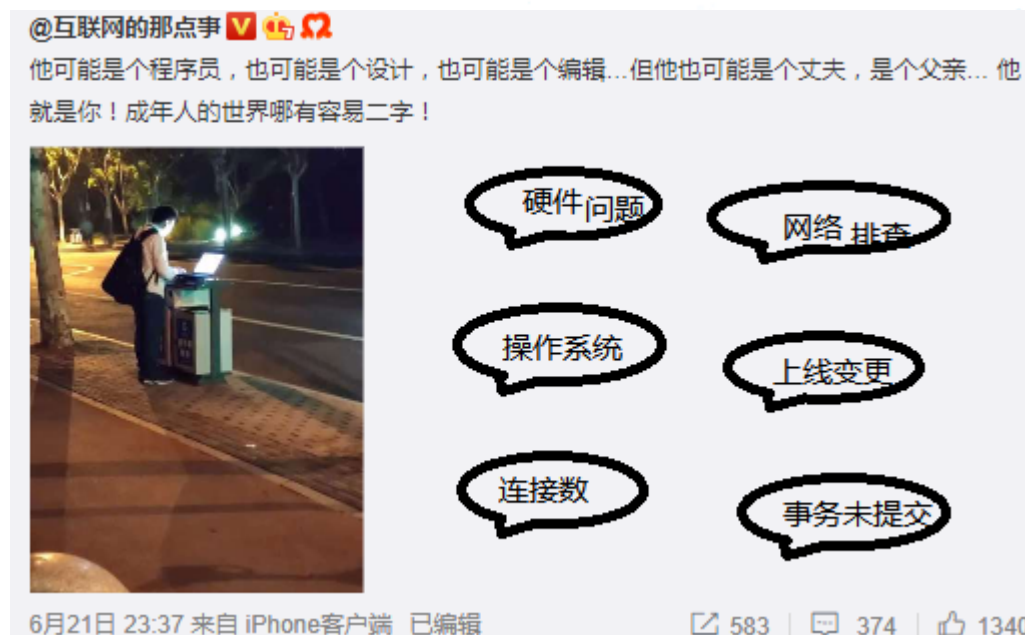 @互联网的那点事
他可能是个程序员，也可能是个设计，也可能是个编辑...但他也可能是个丈夫，是个父亲... 他
就是你！成年人的世界哪有容易二字！
硬件问题
网络 排查
操作系统
上线变更
连接数
事务未提交
6月21日 23:37 来自 iPhone客户端 已编辑
583 374 1340